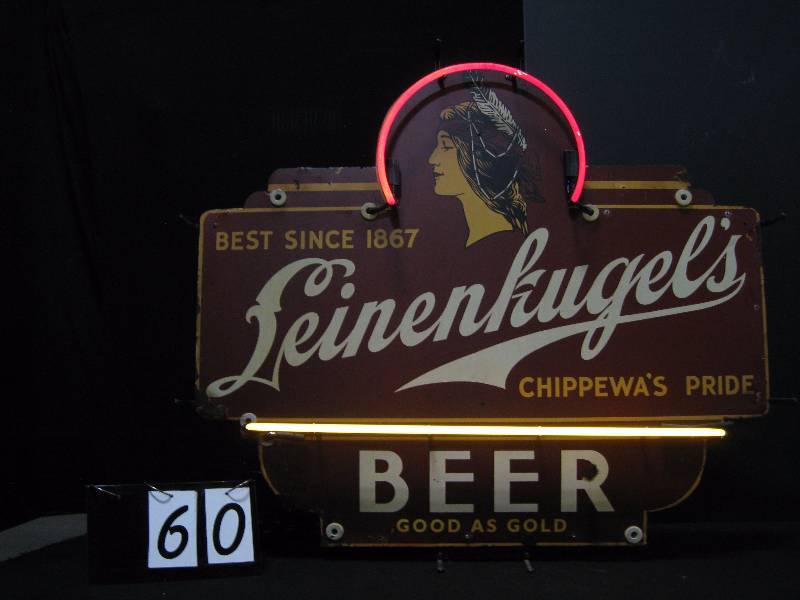 BEST SINCE 1867
Leinenkugel's
CHIPPEWA'S PRIDE
BEER
GOOD AS GOLD
60